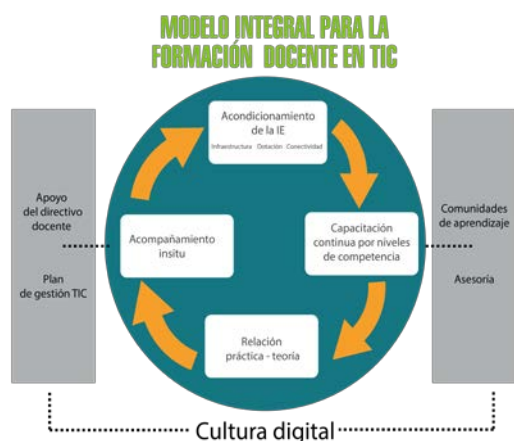 MODELO INTEGRAL PARA LA
FORMACIÓN DOCENTE EN TIC
Acondicionamiento
de la IE
Infraestructura Dotación Conectividad
Apoyo
del directivo
docente
Plan
de gestión TIC
Acompañamiento
insitu
Capacitación
continua por niveles
de competencia
Comunidades
de aprendizaje
Asesoría
Relación
práctica - teoría
Cultura digital